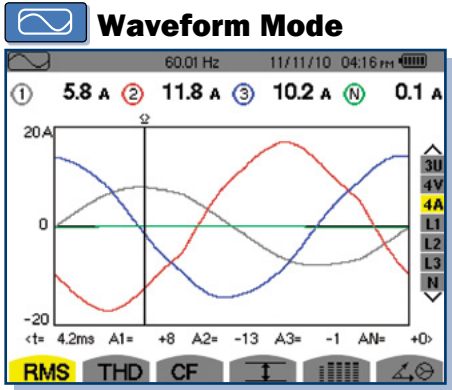 Waveform Mode
60.01 Hz 11/11/10 04:16 PM
1 5.8 A 2 11.8 A 3 10.2 A N 0.1 A
20A
0
-20
3U
4V
4A
L1
L2
L3
N
<t= 4.2ms A1= +8 A2= -13 A3= -1 AN= +0>
RMS THD CF